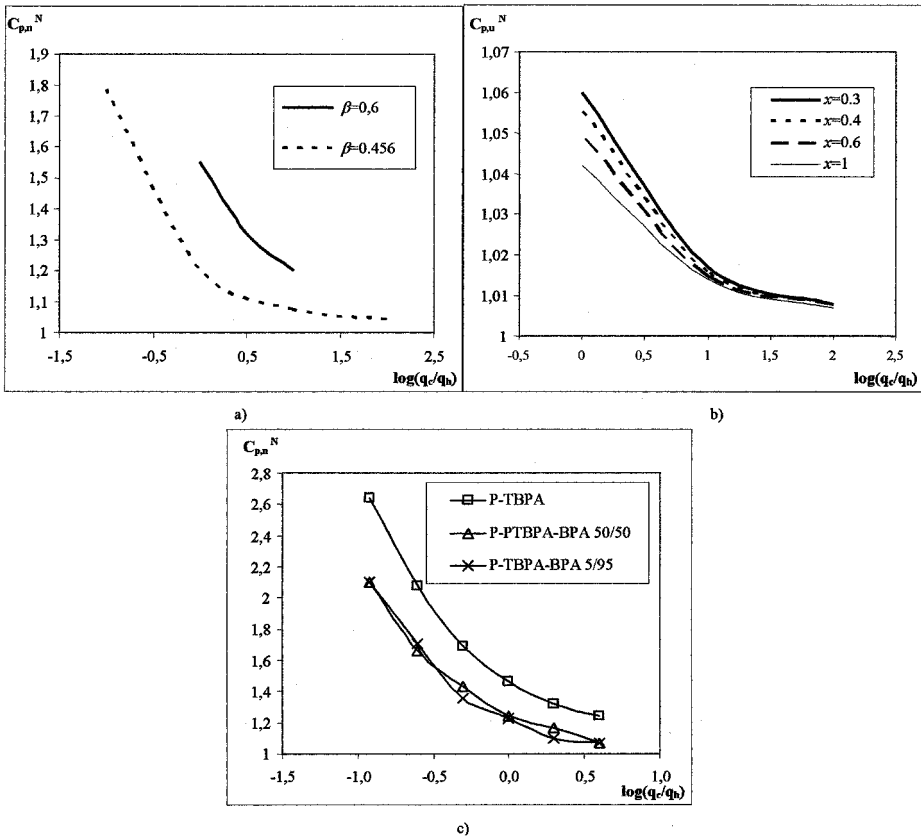 C_{p,n}^N
1,9
1,8
1,7
1,6
1,5
1,4
1,3
1,2
1,1
1
-1,5
-0,5
0,5
1,5
2,5
β=0,6
β=0.456
log(q_c/q_h)
a)
C_{p,n}^N
1,07
1,06
1,05
1,04
1,03
1,02
1,01
1
-0,5
0
0,5
1
1,5
2
2,5
x=0.3
x=0.4
x=0.6
x=1
log(q_c/q_h)
b)
C_{p,n}^N
2,8
2,6
2,4
2,2
2
1,8
1,6
1,4
1,2
1
-1,5
-1,0
-0,5
0,0
0,5
1,0
P-TBPA
P-PTBPA-BPA 50/50
P-TBPA-BPA 5/95
log(q_c/q_h)
c)